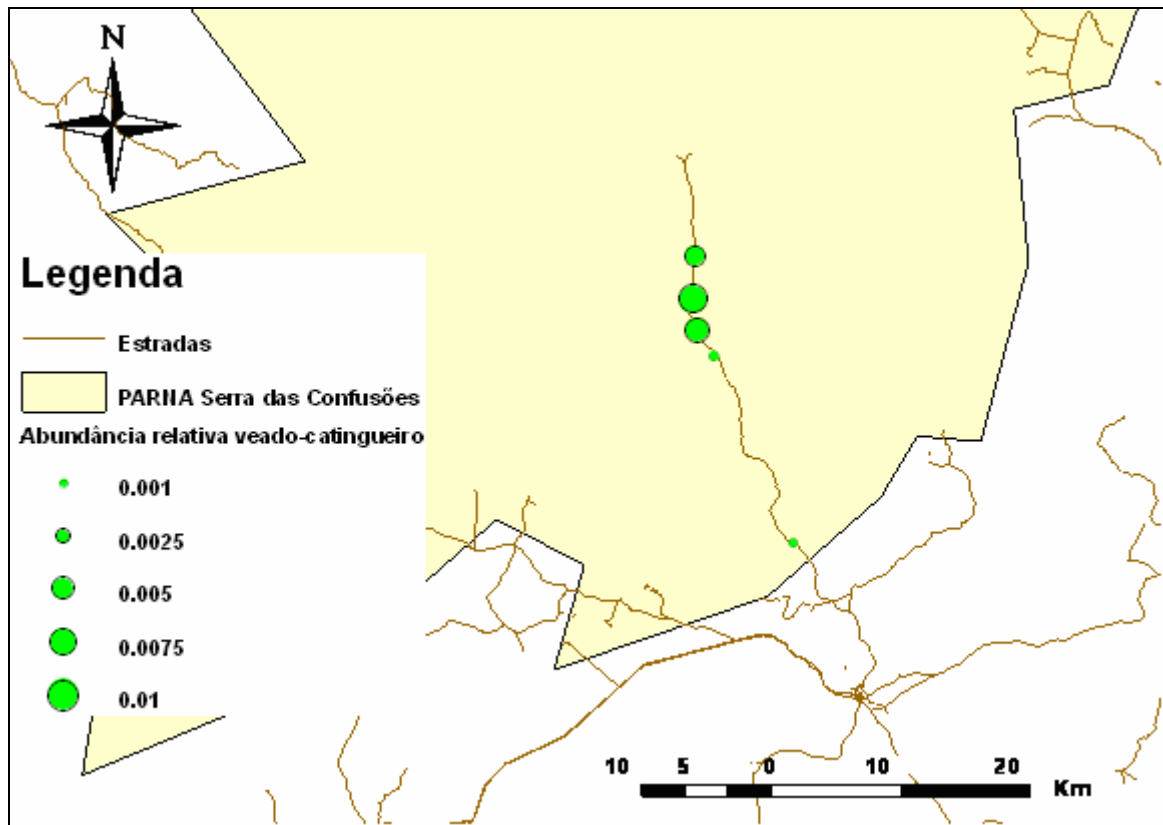 N
Legenda
Estradas
PARNA Serra das Confusões
Abundância relativa veado-catingueiro
0.001
0.0025
0.005
0.0075
0.01
10 5 0 10 20
Km